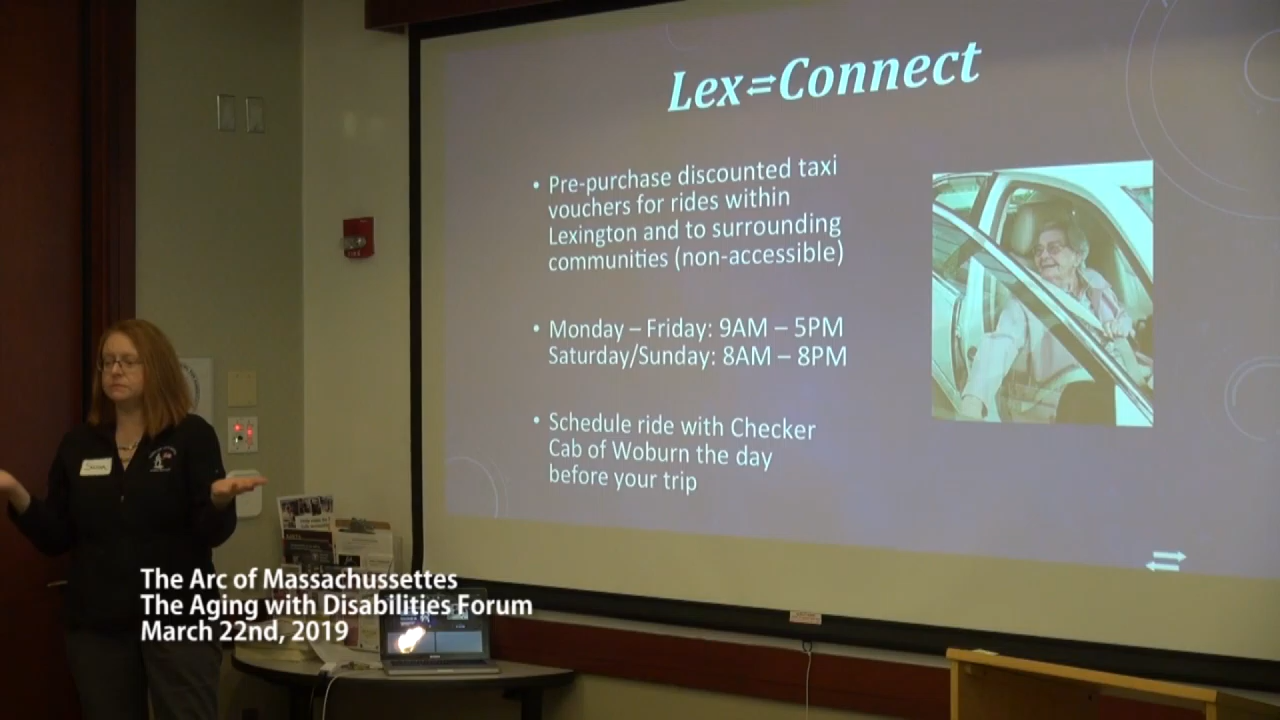 Lex⇌Connect
• Pre-purchase discounted taxi
vouchers for rides within
Lexington and to surrounding
communities (non-accessible)
• Monday – Friday: 9AM – 5PM
Saturday/Sunday: 8AM – 8PM
• Schedule ride with Checker
Cab of Woburn the day
before your trip
The Arc of Massachussettes
The Aging with Disabilities Forum
March 22nd, 2019